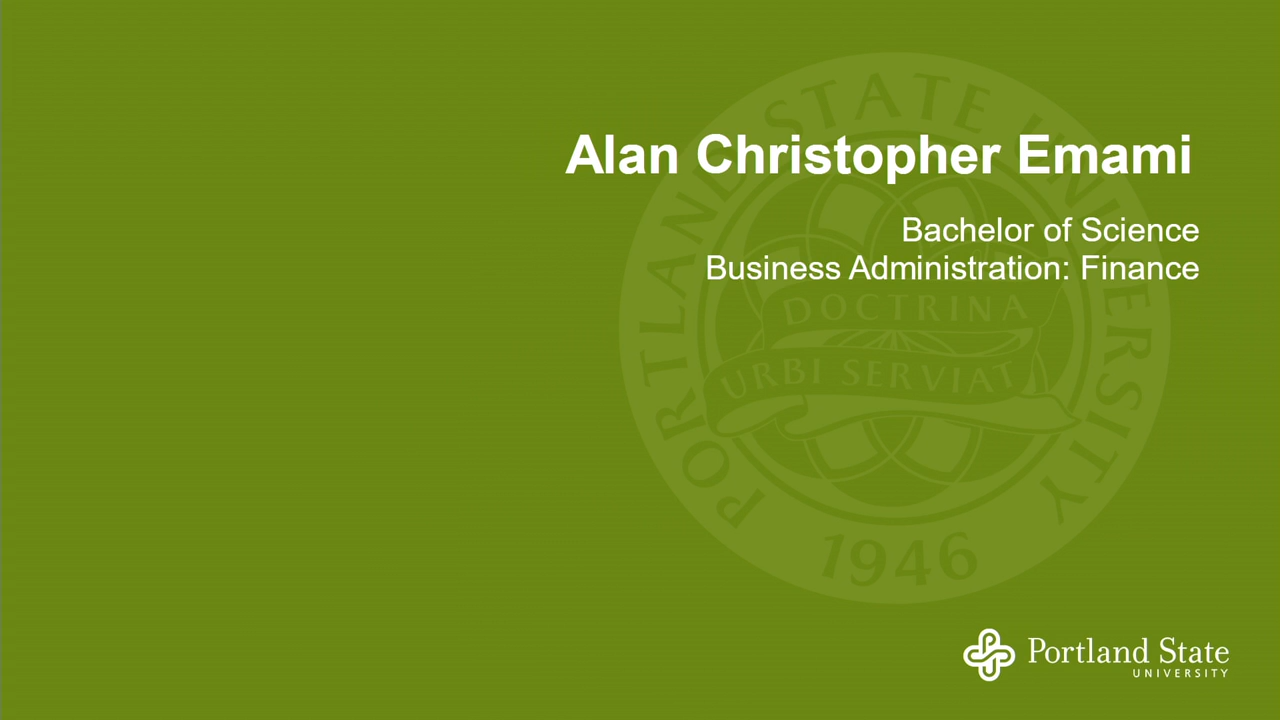 Alan Christopher Emami
Bachelor of Science
Business Administration: Finance
PORTLAND STATE UNIVERSITY
DOCTRINA
URBI SERVIAT
1946
Portland State
UNIVERSITY